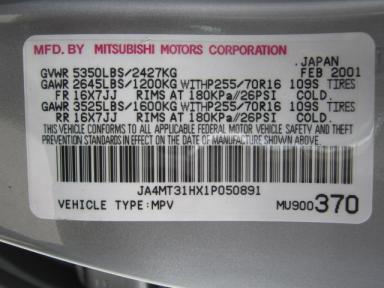 MFD. BY MITSUBISHI MOTORS CORPORATION
, JAPAN
GVWR 5350LBS/2427KG FEB 2001
GAWR 2645LBS/1200KG WITHP255/70R16 109S TIRES
FR 16X7JJ RIMS AT 180KPa/26PSI COLD.
GAWR 3525LBS/1600KG WITHP255/70R16 109S TIRES
RR 16X7JJ RIMS AT 180KPa/26PSI COLD.
THIS VEHICLE CONFORMS TO ALL APPLICABLE FEDERAL MOTOR VEHICLE SAFETY AND THEFT
PREVENTION STANDARDS IN EFFECT ON THE DATE OF MANUFACTURE SHOWN ABOVE.
JA4MT31HX1P050891
VEHICLE TYPE:MPV MU900370